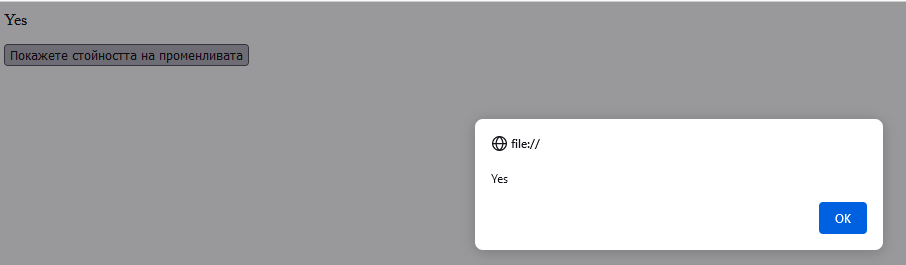 Yes
Покажете стойността на променливата
file://
Yes
OK